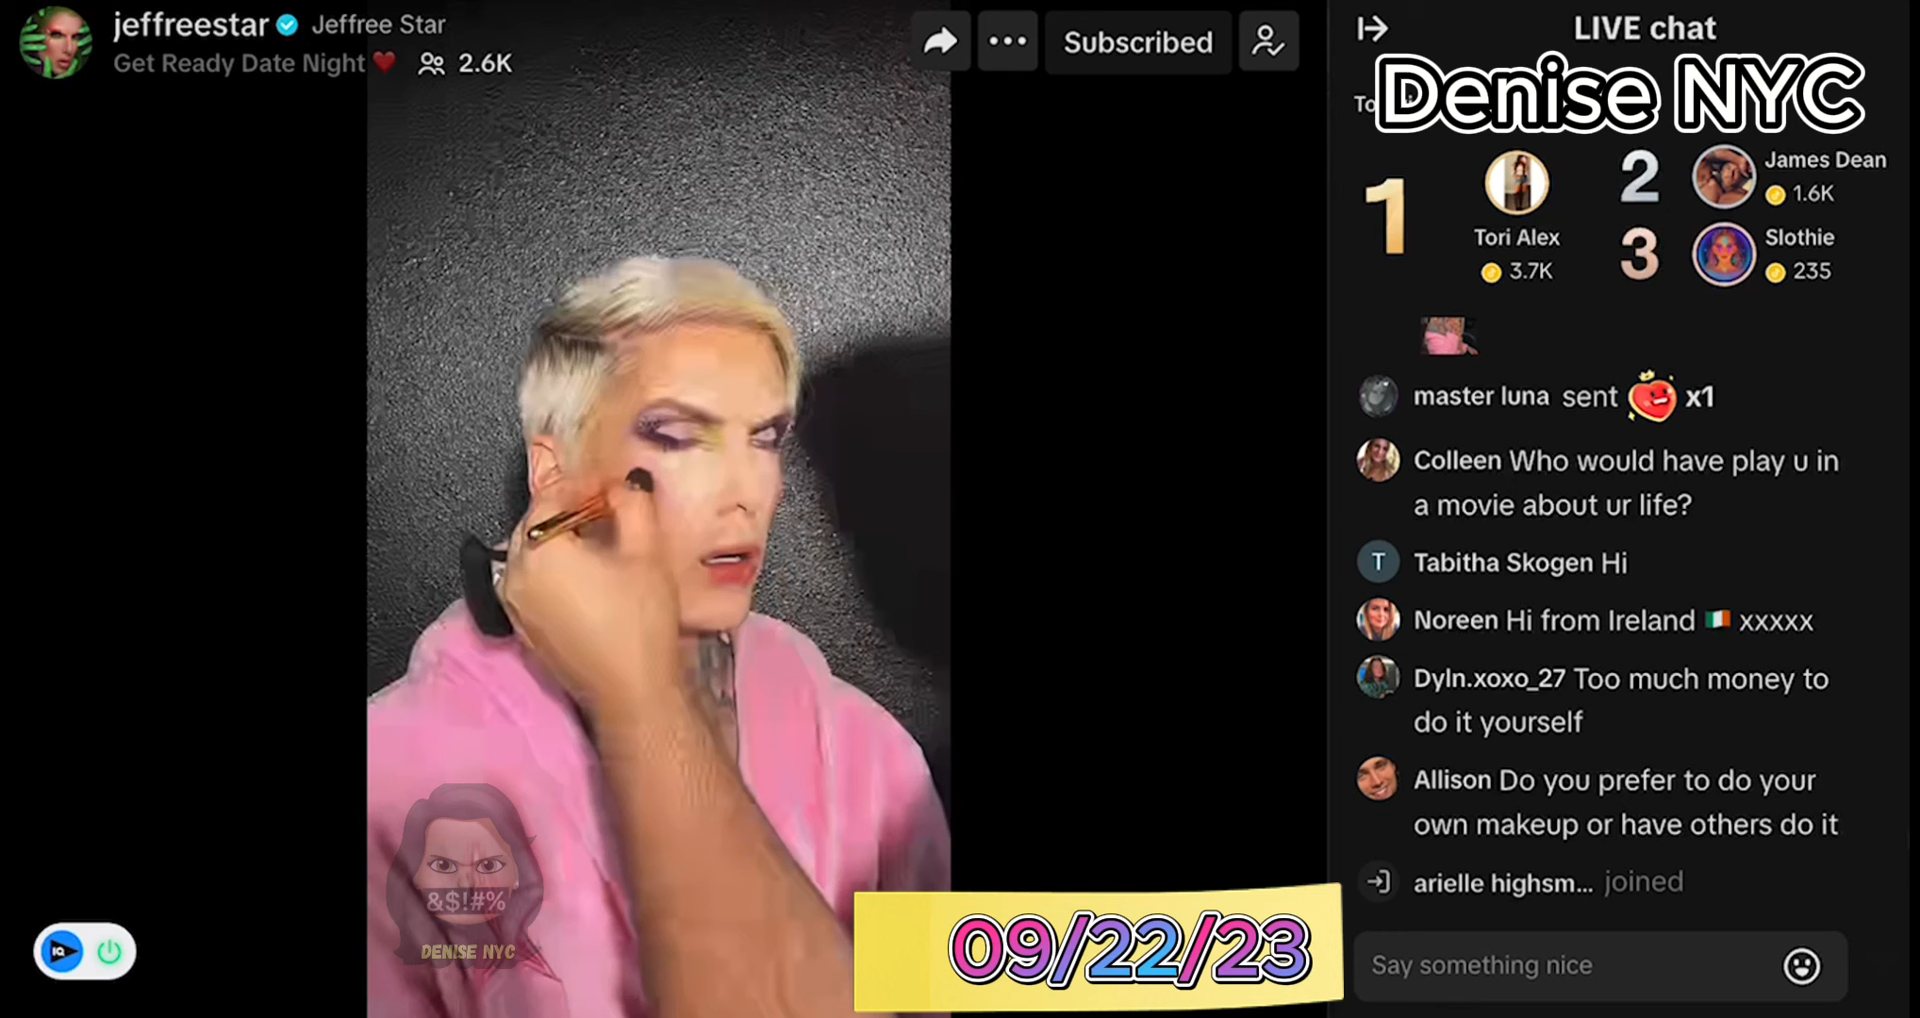 jeffreestar Jeffree Star
Get Ready Date Night 2.6K
Subscribed
LIVE chat
Denise NYC
1
Tori Alex
3.7K
2
James Dean
1.6K
3
Slothie
235
master luna sent x1
Colleen Who would have play u in
a movie about ur life?
T
Tabitha Skogen Hi
Noreen Hi from Ireland 🇮🇪 xxxxx
Dyln.xoxo_27 Too much money to
do it yourself
Allison Do you prefer to do your
own makeup or have others do it
arielle highsm... joined
Say something nice
&$!#%
DENISE NYC
IQ
09/22/23